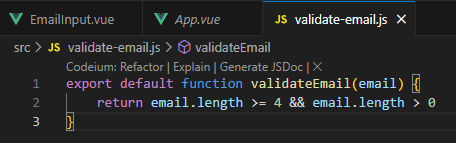 EmailInput.vue App.vue JS validate-email.js ×
src > JS validate-email.js > validateEmail
Codeium: Refactor | Explain | Generate JSDoc | ×
1 export default function validateEmail(email) {
2     return email.length >= 4 && email.length > 0
3 }